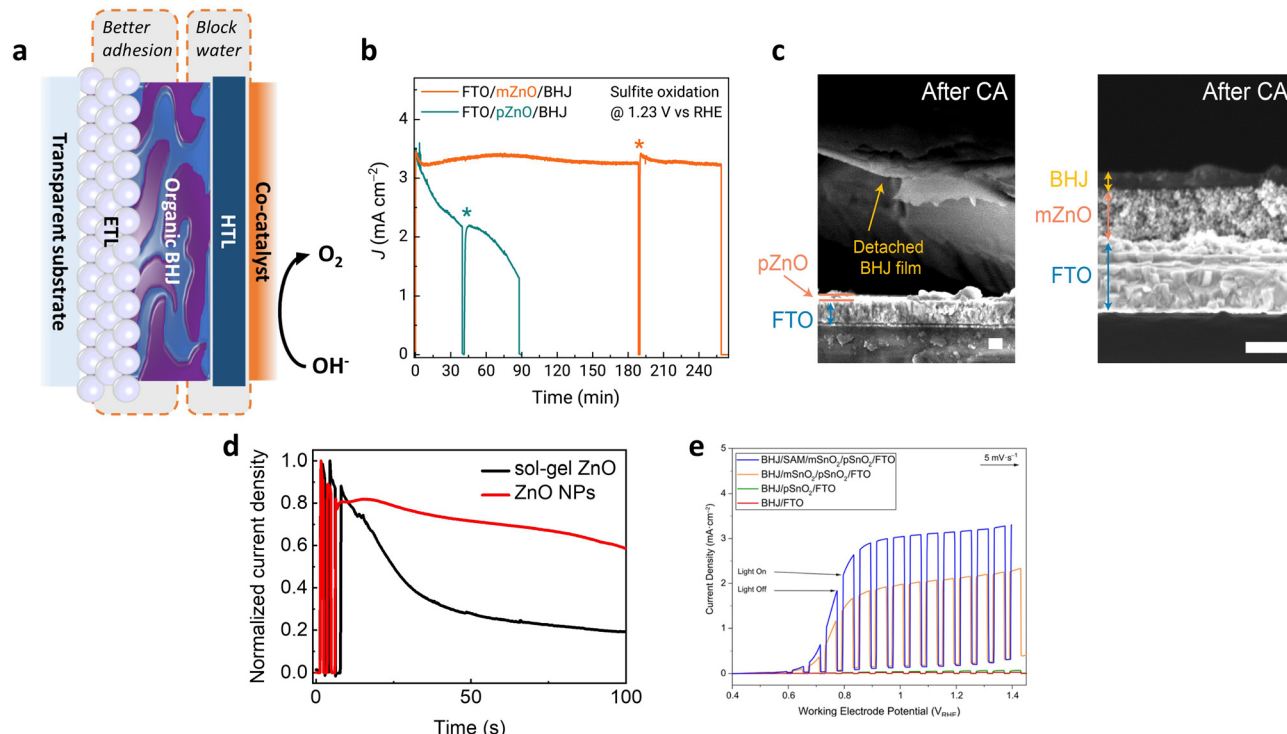 a
Better
adhesion
Block
water
Transparent substrate
ETL
Organic BHJ
HTL
Co-catalyst
O₂
OH⁻
b
FTO/mZnO/BHJ
FTO/pZnO/BHJ
Sulfite oxidation
@ 1.23 V vs RHE
*
*
J (mA cm⁻²)
4
3
2
1
0
0 30 60 90 120 150 180 210 240
Time (min)
c
After CA
Detached
BHJ film
pZnO
FTO
After CA
BHJ
mZnO
FTO
d
sol-gel ZnO
ZnO NPs
Normalized current density
1.0
0.8
0.6
0.4
0.2
0.0
0 50 100
Time (s)
e
BHJ/SAM/mSnO₂/pSnO₂/FTO
BHJ/mSnO₂/pSnO₂/FTO
BHJ/pSnO₂/FTO
BHJ/FTO
5 mV·s⁻¹
Light On
Light Off
Current Density (mA·cm⁻²)
5
4
3
2
1
0
0.4 0.6 0.8 1 1.2 1.4
Working Electrode Potential (V_RHE)